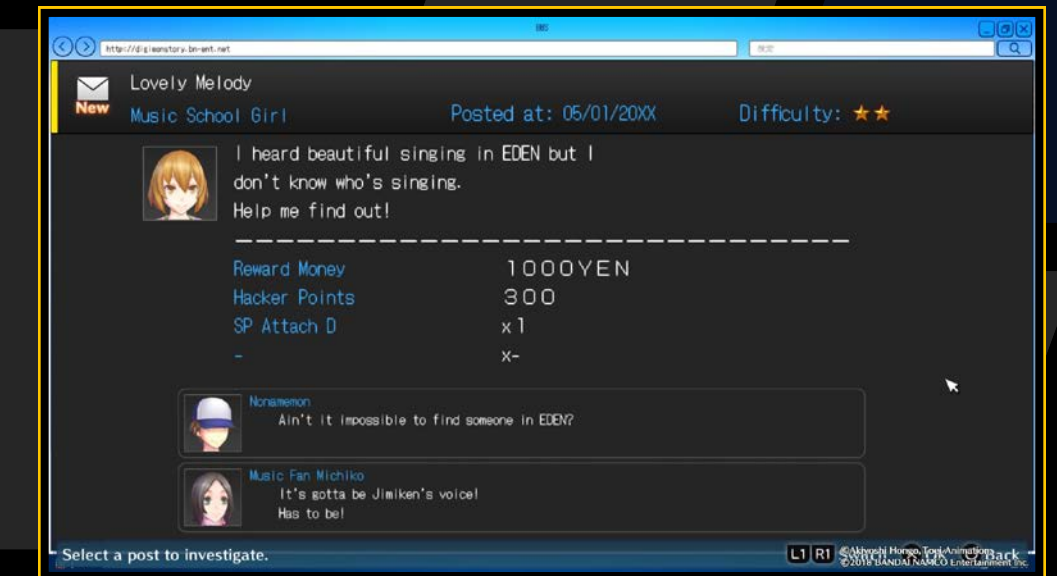 BBS
http://digimonstory.bn-ent.net
検索
Lovely Melody
New
Music School Girl
Posted at: 05/01/20XX
Difficulty: ★★
I heard beautiful singing in EDEN but I
don't know who's singing.
Help me find out!
Reward Money 1000YEN
Hacker Points 300
SP Attach D x1
- x-
Nonamemon
Ain't it impossible to find someone in EDEN?
Music Fan Michiko
It's gotta be Jimiken's voice!
Has to be!
Select a post to investigate.
L1 R1 Switch OK Back
©Akiyoshi Hongo, Toei Animation
©2016 BANDAI NAMCO Entertainment Inc.